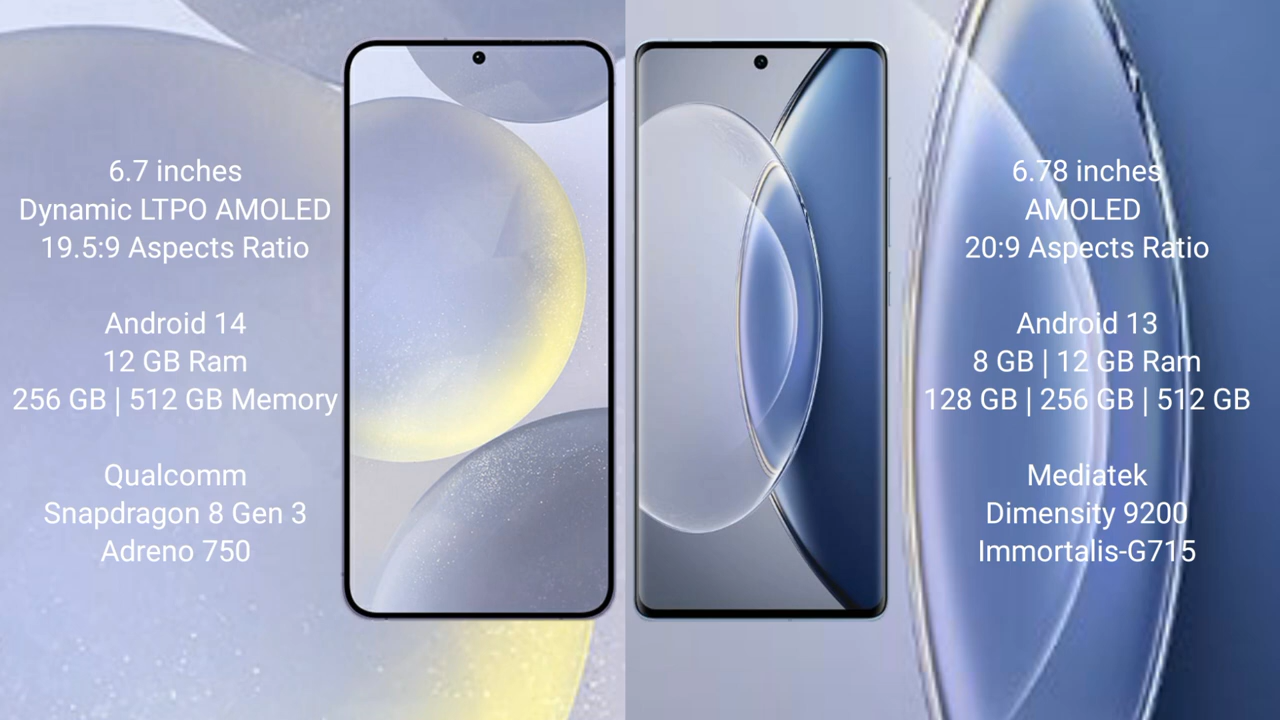 6.7 inches
Dynamic LTPO AMOLED
19.5:9 Aspects Ratio
Android 14
12 GB Ram
256 GB | 512 GB Memory
Qualcomm
Snapdragon 8 Gen 3
Adreno 750
6.78 inches
AMOLED
20:9 Aspects Ratio
Android 13
8 GB | 12 GB Ram
128 GB | 256 GB | 512 GB
Mediatek
Dimensity 9200
Immortalis-G715